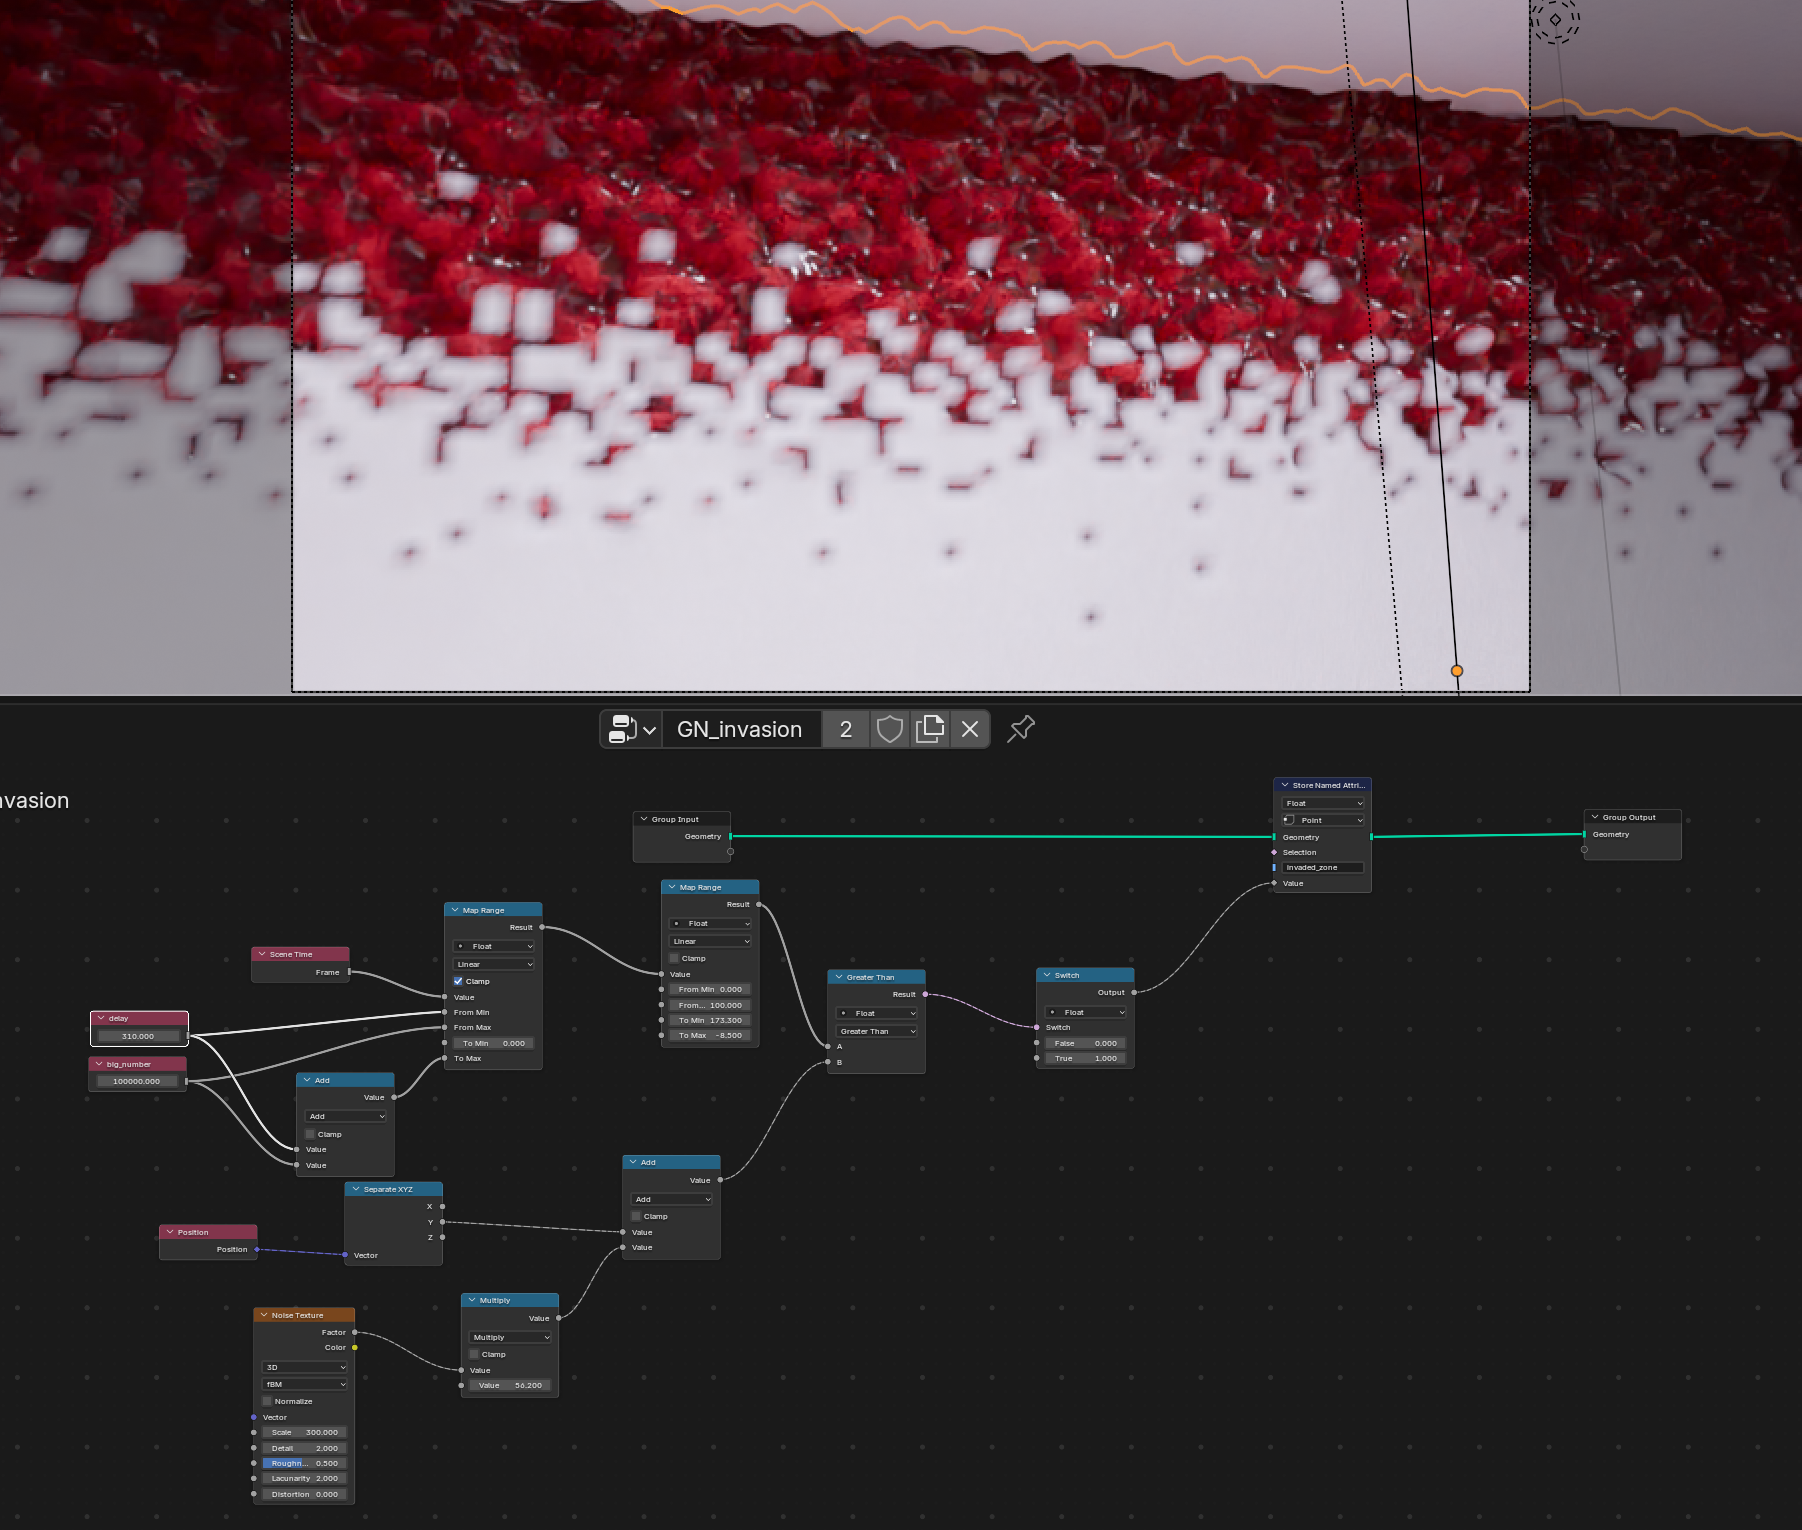 GN_invasion
2
nvasion
Store Named Attri...
Float
Point
Geometry
Selection
invaded_zone
Value
Group Input
Geometry
Group Output
Geometry
Map Range
Result
Float
Linear
Clamp
Value
From Min 0.000
From... 100.000
To Min 173.300
To Max -8.500
Map Range
Result
Float
Linear
Clamp
Value
From Min
From Max
To Min 0.000
To Max
Scene Time
Frame
Greater Than
Result
Float
Greater Than
A
B
Switch
Output
Float
Switch
False 0.000
True 1.000
delay
310.000
big_number
100000.000
Add
Value
Add
Clamp
Value
Value
Add
Value
Add
Clamp
Value
Value
Separate XYZ
X
Y
Z
Vector
Position
Position
Multiply
Value
Multiply
Clamp
Value
Value 56.200
Noise Texture
Factor
Color
3D
fBM
Normalize
Vector
Scale 300.000
Detail 2.000
Roughn... 0.500
Lacunarity 2.000
Distortion 0.000